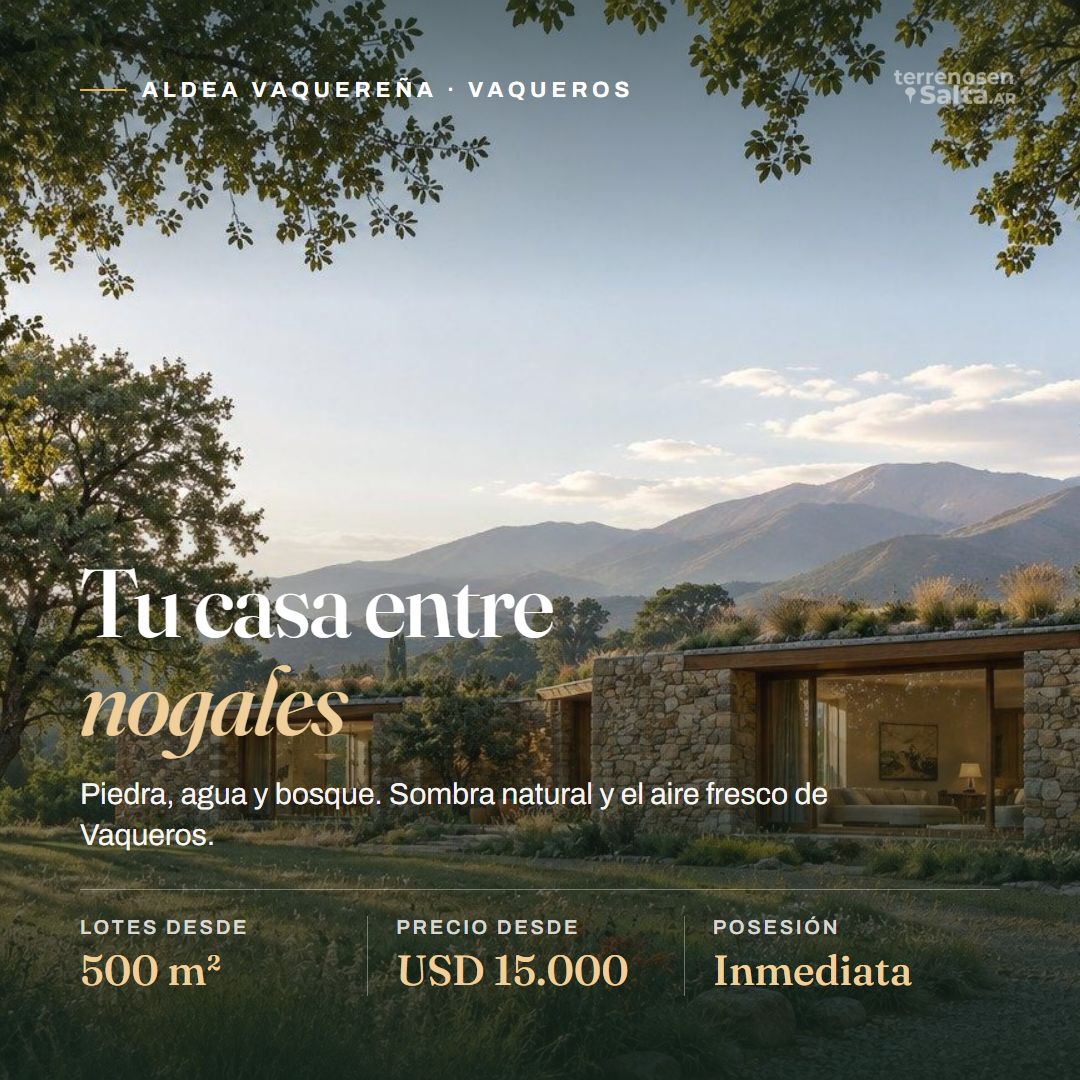 ALDEA VAQUEREÑA · VAQUEROS
terrenosen
Salta.AR
Tu casa entre
nogales
Piedra, agua y bosque. Sombra natural y el aire fresco de
Vaqueros.
LOTES DESDE
500 m²
PRECIO DESDE
USD 15.000
POSESIÓN
Inmediata